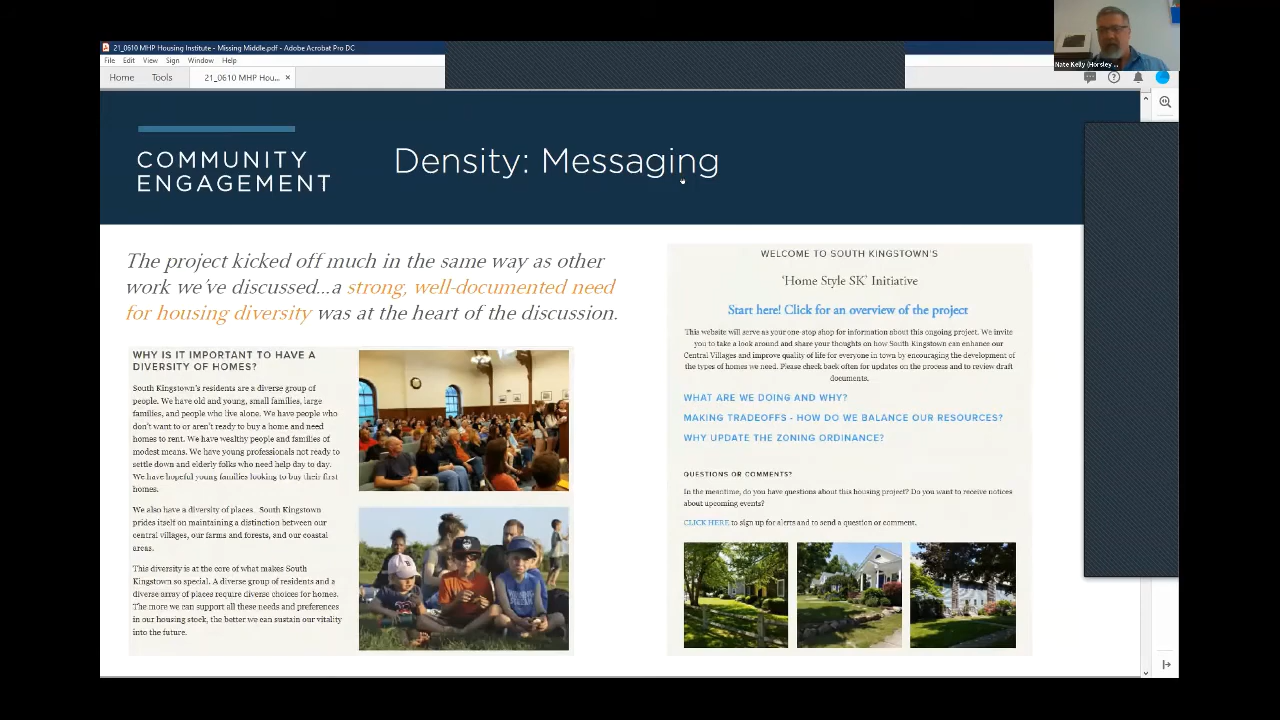 21_0610 MHP Housing Institute - Missing Middle.pdf - Adobe Acrobat Pro DC
File Edit View Sign Window Help
Home Tools 21_0610 MHP Hou... ×
Nate Kelly (Horsley ...
COMMUNITY
ENGAGEMENT
Density: Messaging
The project kicked off much in the same way as other
work we've discussed...a strong, well-documented need
for housing diversity was at the heart of the discussion.
WHY IS IT IMPORTANT TO HAVE A
DIVERSITY OF HOMES?
South Kingstown's residents are a diverse group of
people. We have old and young, small families, large
families, and people who live alone. We have people who
don't want to or aren't ready to buy a home and need
homes to rent. We have wealthy people and families of
modest means. We have young professionals not ready to
settle down and elderly folks who need help day to day.
We have hopeful young families looking to buy their first
homes.
We also have a diversity of places. South Kingstown
prides itself on maintaining a distinction between our
central villages, our farms and forests, and our coastal
areas.
This diversity is at the core of what makes South
Kingstown so special. A diverse group of residents and a
diverse array of places require diverse choices for homes.
The more we can support all these needs and preferences
in our housing stock, the better we can sustain our vitality
into the future.
WELCOME TO SOUTH KINGSTOWN'S
'Home Style SK' Initiative
Start here! Click for an overview of the project
This website will serve as your one-stop shop for information about this ongoing project. We invite
you to take a look around and share your thoughts on how South Kingstown can enhance our
Central Villages and improve quality of life for everyone in town by encouraging the development of
the types of homes we need. Please check back often for updates on the process and to review draft
documents.
WHAT ARE WE DOING AND WHY?
MAKING TRADEOFFS - HOW DO WE BALANCE OUR RESOURCES?
WHY UPDATE THE ZONING ORDINANCE?
QUESTIONS OR COMMENTS?
In the meantime, do you have questions about this housing project? Do you want to receive notices
about upcoming events?
CLICK HERE to sign up for alerts and to send a question or comment.